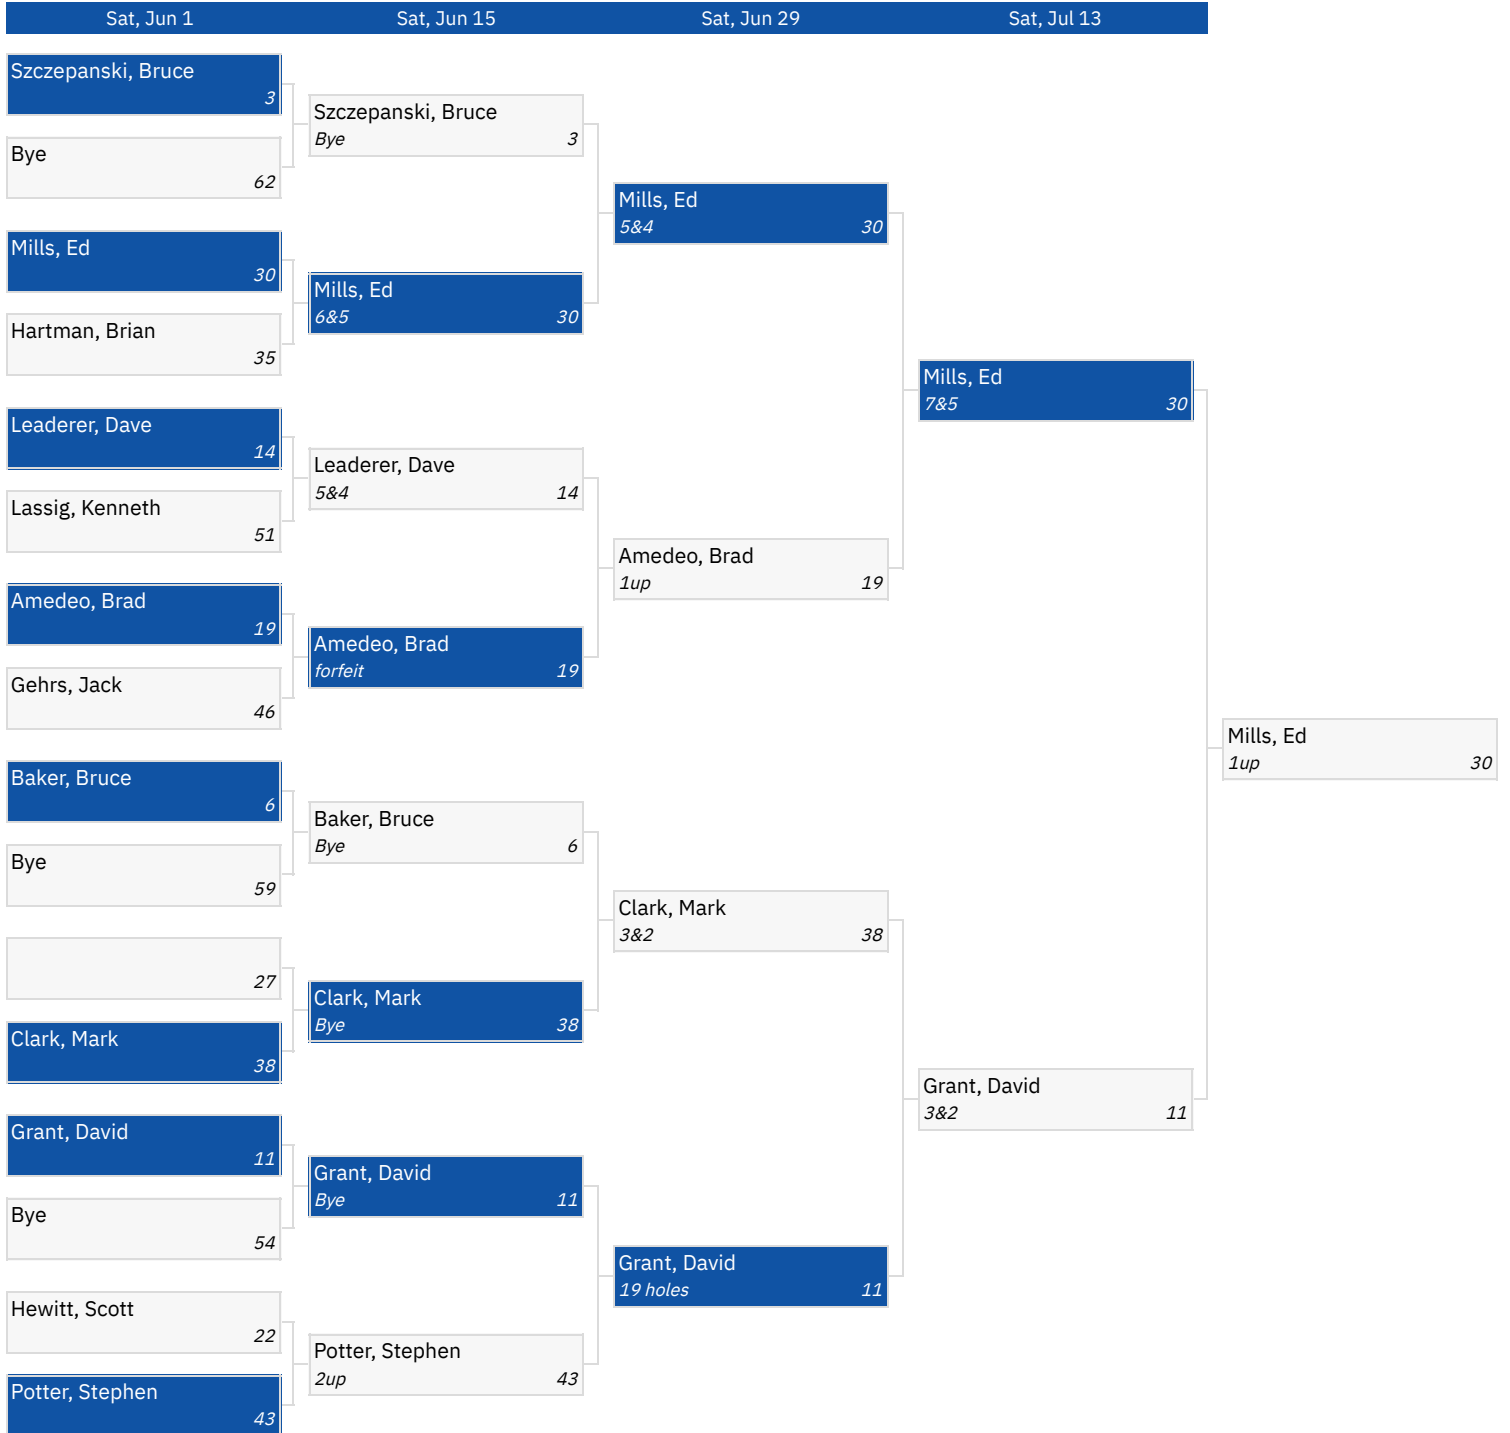 Sat, Jun 1
Sat, Jun 15
Sat, Jun 29
Sat, Jul 13
Szczepanski, Bruce
3
Bye
62
Mills, Ed
30
Hartman, Brian
35
Leaderer, Dave
14
Lassig, Kenneth
51
Amedeo, Brad
19
Gehrs, Jack
46
Baker, Bruce
6
Bye
59
27
Clark, Mark
38
Grant, David
11
Bye
54
Hewitt, Scott
22
Potter, Stephen
43
Szczepanski, Bruce
Bye 3
Mills, Ed
6&5 30
Leaderer, Dave
5&4 14
Amedeo, Brad
forfeit 19
Baker, Bruce
Bye 6
Clark, Mark
Bye 38
Grant, David
Bye 11
Potter, Stephen
2up 43
Mills, Ed
5&4 30
Amedeo, Brad
1up 19
Clark, Mark
3&2 38
Grant, David
19 holes 11
Mills, Ed
7&5 30
Grant, David
3&2 11
Mills, Ed
1up 30